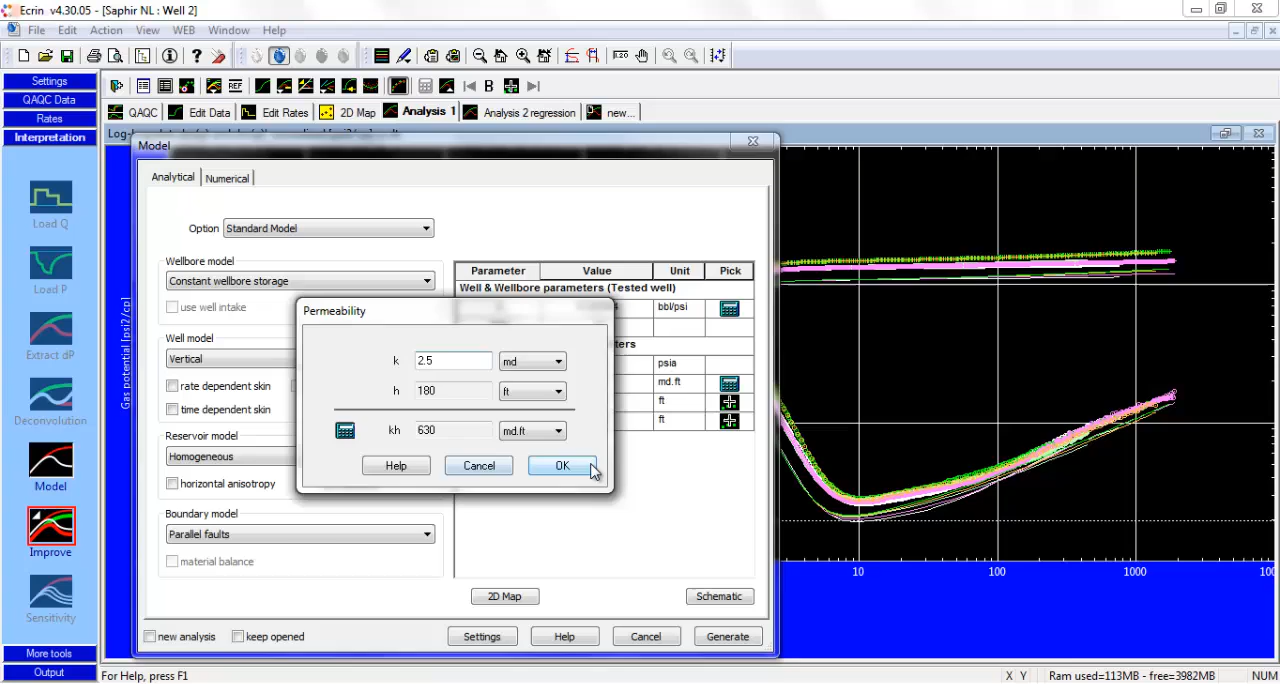 Ecrin v4.30.05 - [Saphir NL : Well 2]
File Edit Action View WEB Window Help
Settings
QAQC Data
Rates
Interpretation
Load Q
Load P
Extract dP
Deconvolution
Model
Improve
Sensitivity
More tools
Output
REF
B
QAQC Edit Data Edit Rates 2D Map Analysis 1 Analysis 2 regression new...
Model
Analytical Numerical
Option Standard Model
Wellbore model
Constant wellbore storage
use well intake
Well model
Vertical
rate dependent skin
time dependent skin
Reservoir model
Homogeneous
horizontal anisotropy
Boundary model
Parallel faults
material balance
Parameter Value Unit Pick
Well & Wellbore parameters (Tested well)
bbl/psi
psia
md.ft
ft
ft
2D Map Schematic
new analysis keep opened Settings Help Cancel Generate
Permeability
k 2.5 md
h 180 ft
kh 630 md.ft
Help Cancel OK
Gas potential [psi2/cp]
10 100 1000
For Help, press F1 X Y Ram used=113MB - free=3982MB NUM